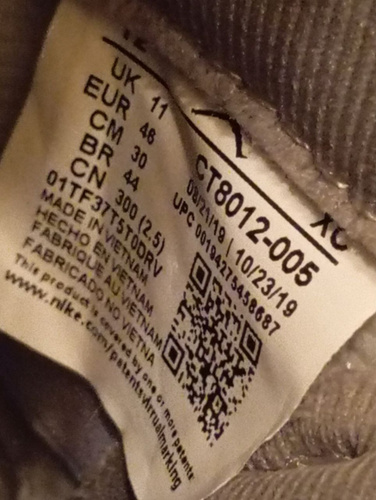 UK 11
EUR 46
CM 30
BR 44
CN 300 (2.5)
01TF37T5T0DRV
MADE IN VIETNAM
HECHO EN VIETNAM
FABRIQUE AU VIETNAM
FABRICADO NO VIETNA
This product is covered by one or more patents:
www.nike.com/patentsvirtualmarking
XC
CT8012-005
08/21/19 | 10/23/19
UPC 00194275458687